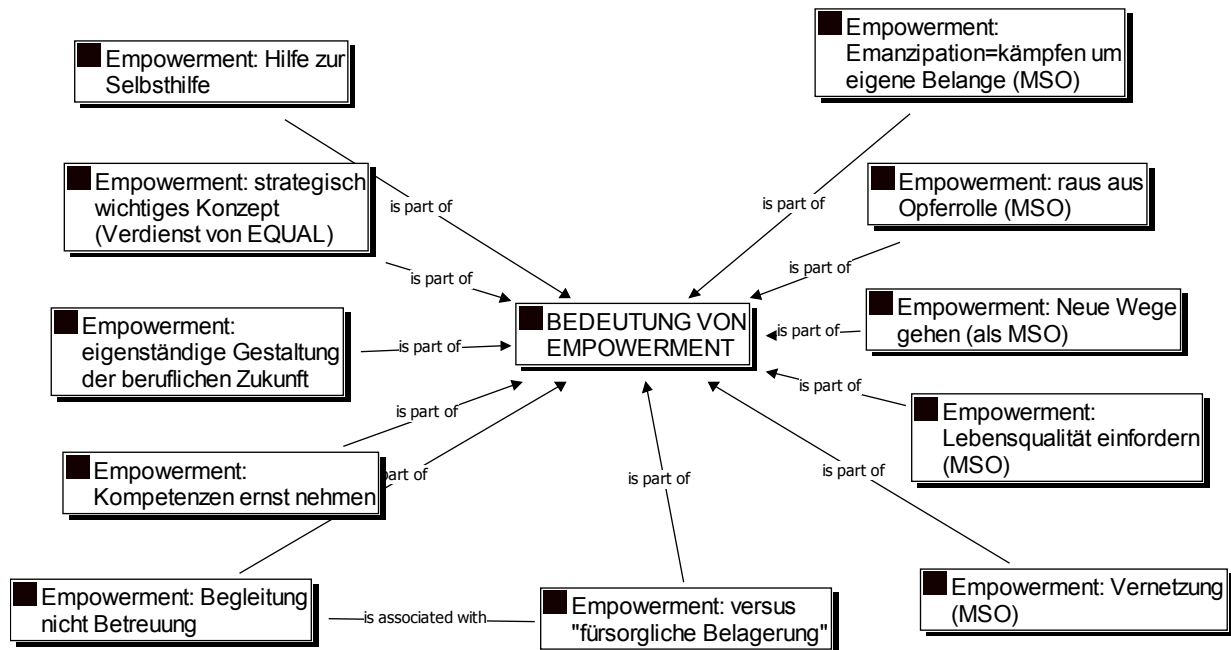 Empowerment: Hilfe zur
Selbsthilfe
Empowerment:
Emanzipation=kämpfen um
eigene Belange (MSO)
Empowerment: strategisch
wichtiges Konzept
(Verdienst von EQUAL)
is part of
is part of
Empowerment: raus aus
Opferrolle (MSO)
is part of
is part of
BEDEUTUNG VON
EMPOWERMENT
Empowerment:
eigenständige Gestaltung
der beruflichen Zukunft
is part of
is part of
Empowerment: Neue Wege
gehen (als MSO)
is part of
is part of
Empowerment:
Lebensqualität einfordern
(MSO)
Empowerment:
Kompetenzen ernst nehmen
part of
is part of
is part of
Empowerment: Begleitung
nicht Betreuung
is associated with
Empowerment: versus
"fürsorgliche Belagerung"
Empowerment: Vernetzung
(MSO)